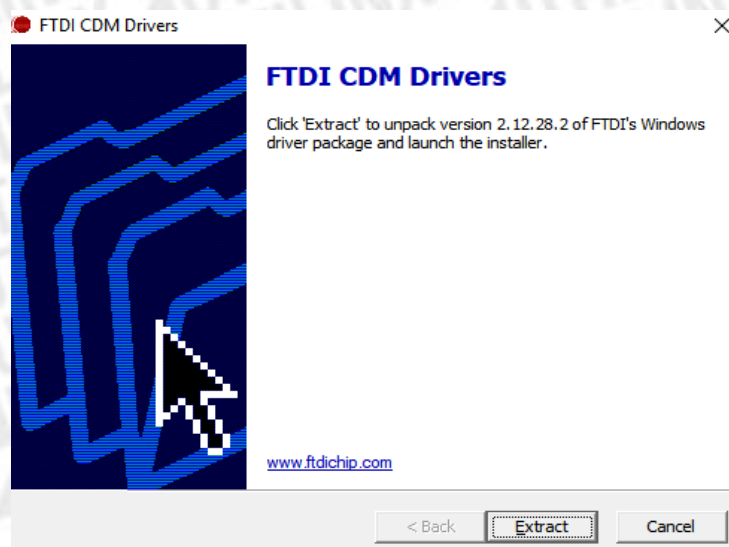 FTDI CDM Drivers
FTDI CDM Drivers
Click 'Extract' to unpack version 2.12.28.2 of FTDI's Windows
driver package and launch the installer.
www.ftdichip.com
< Back
Extract
Cancel